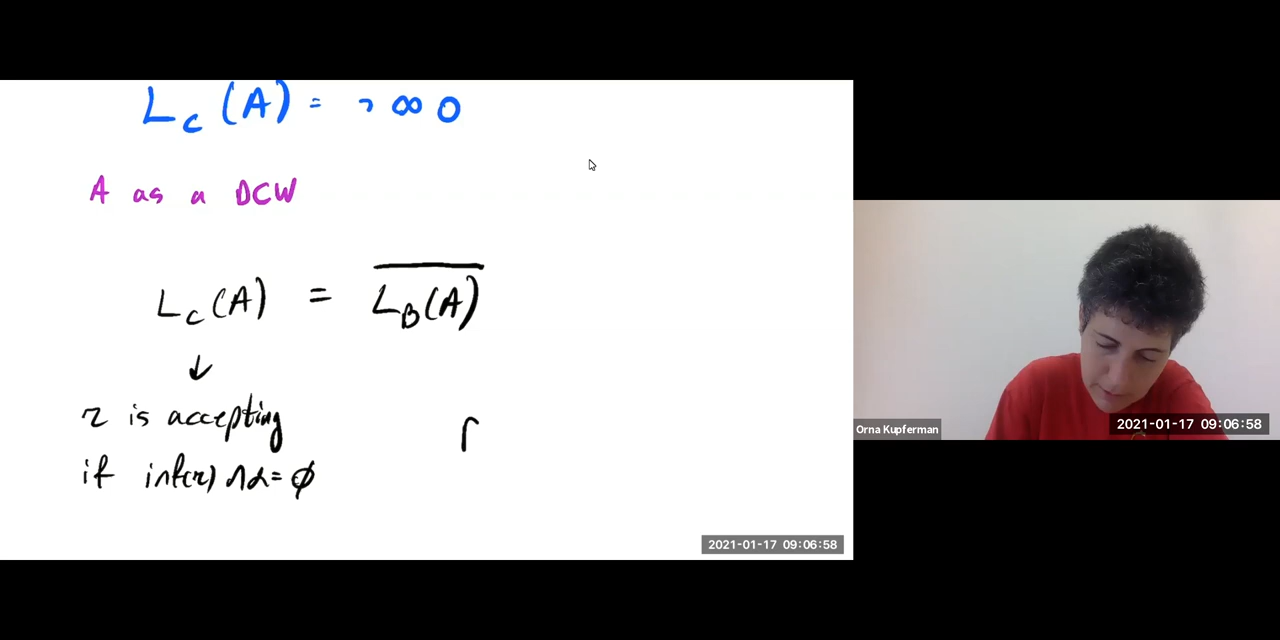 L_C (A) = ¬∞0
A as a DCW
L_C(A) = \overline{L_B(A)}
↓
r is accepting
if inf(r) ∩ α = ∅
Γ
Orna Kupferman
2021-01-17 09:06:58
2021-01-17 09:06:58